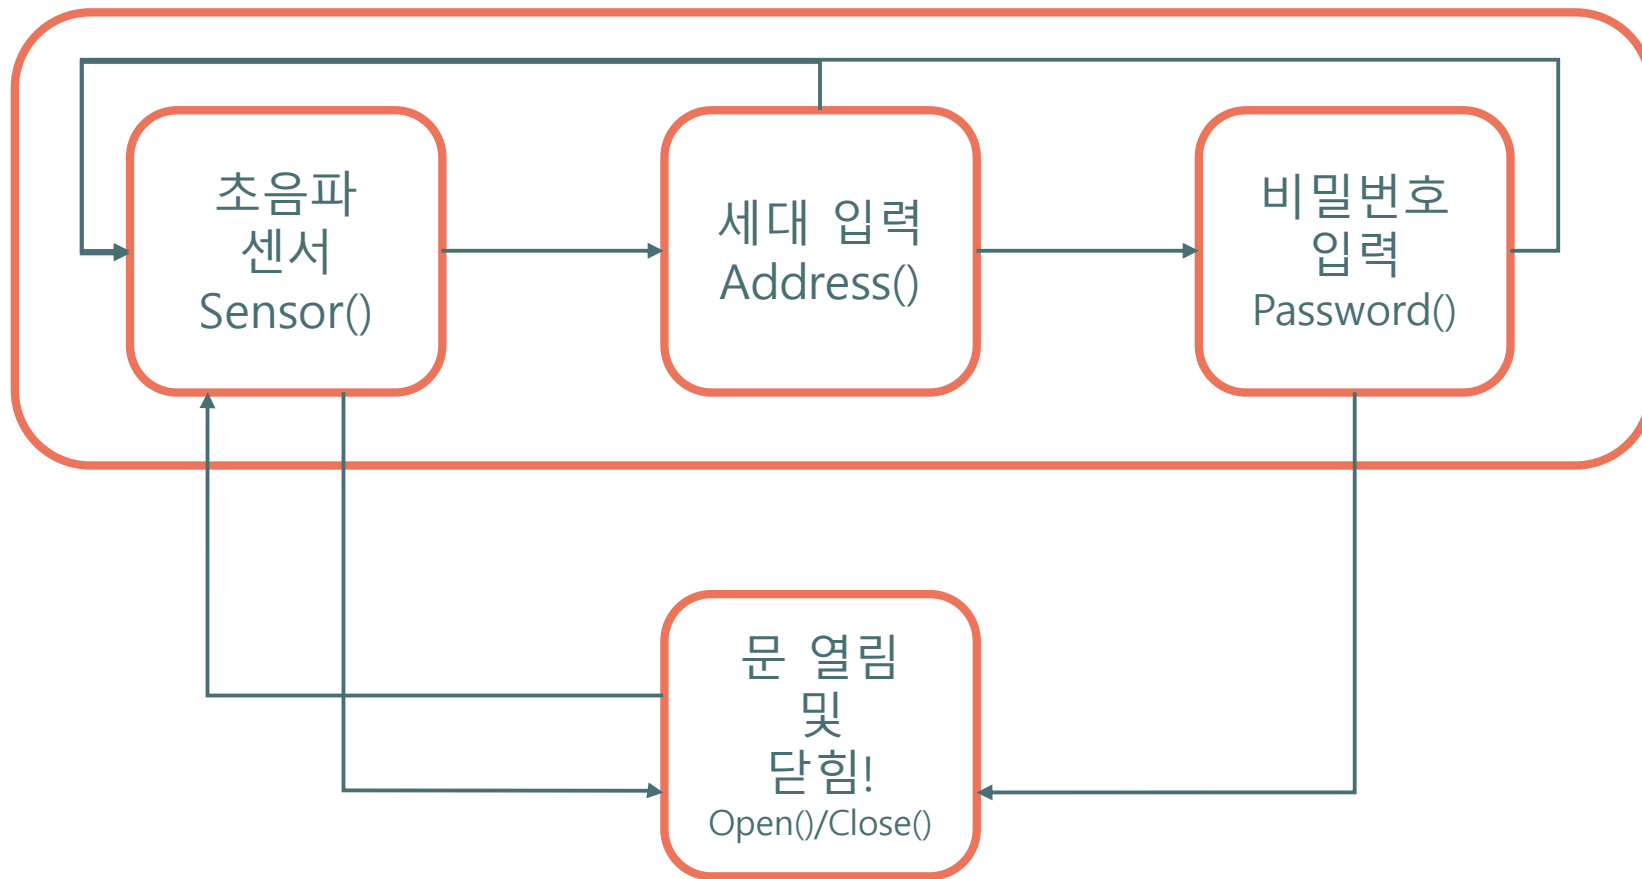 초음파
센서
Sensor()
세대 입력
Address()
비밀번호
입력
Password()
문 열림
및
닫힘!
Open()/Close()